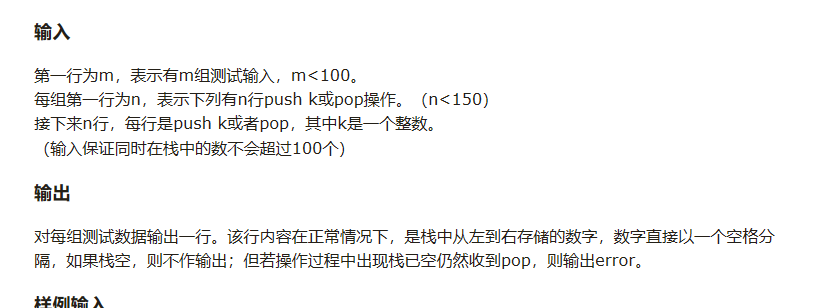 输入
第一行为m，表示有m组测试输入，m<100。
每组第一行为n，表示下列有n行push k或pop操作。（n<150）
接下来n行，每行是push k或者pop，其中k是一个整数。
（输入保证同时在栈中的数不会超过100个）
输出
对每组测试数据输出一行。该行内容在正常情况下，是栈中从左到右存储的数字，数字直接以一个空格分
隔，如果栈空，则不作输出；但若操作过程中出现栈已空仍然收到pop，则输出error。
样例输入